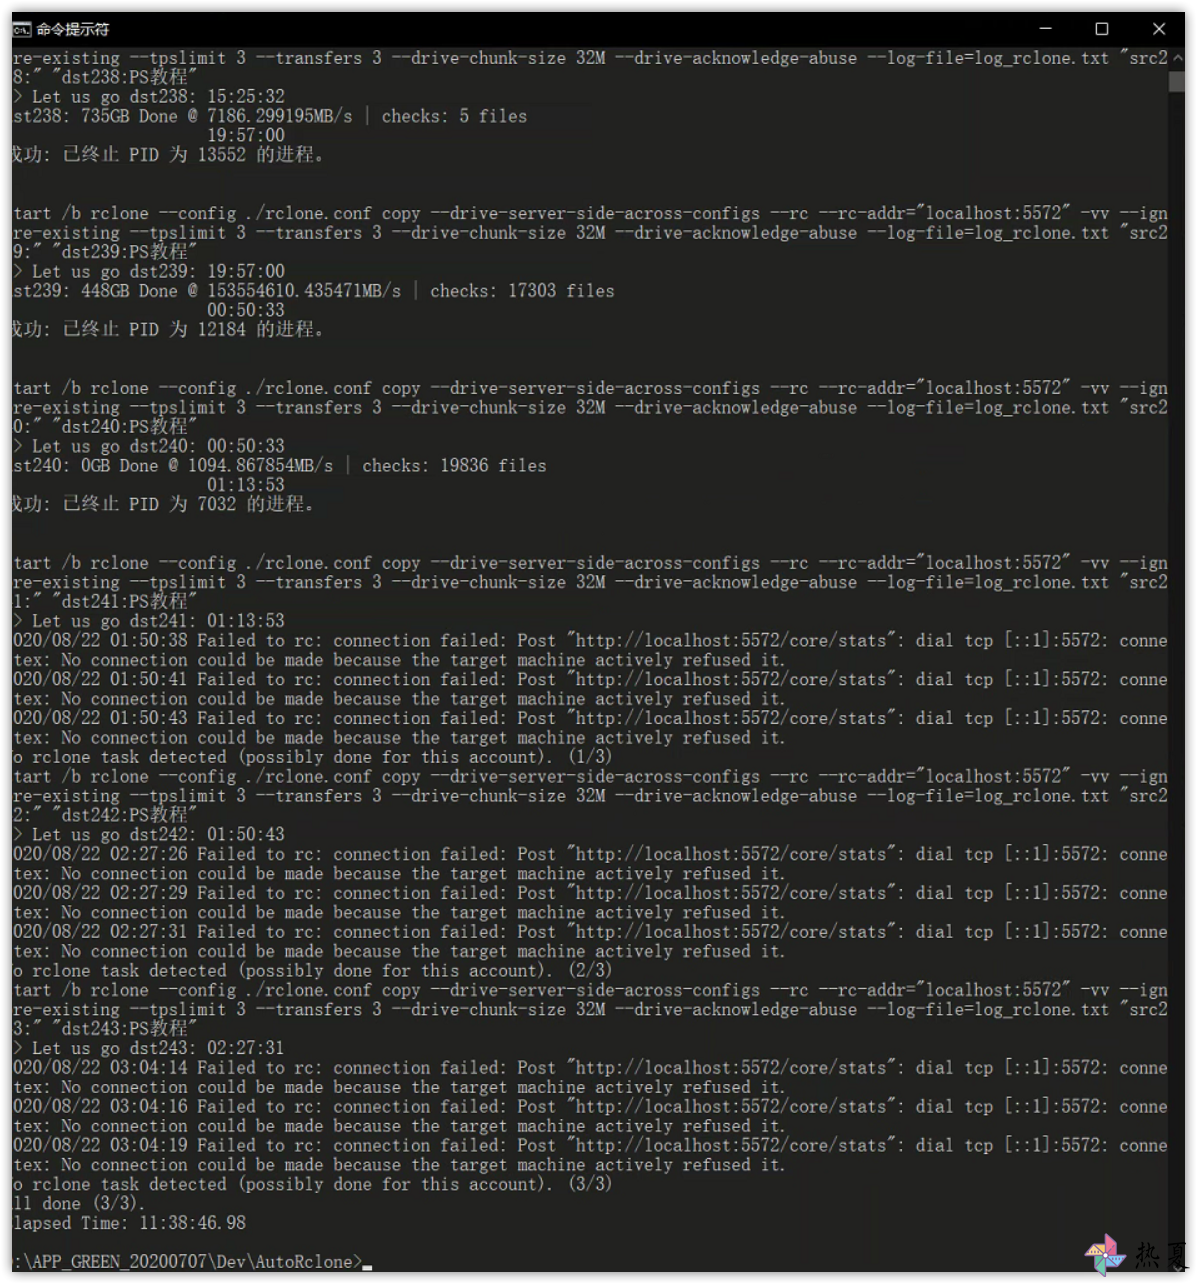 命令提示符
re-existing --tpslimit 3 --transfers 3 --drive-chunk-size 32M --drive-acknowledge-abuse --log-file=log_rclone.txt "src2
8:" "dst238:PS教程"
> Let us go dst238: 15:25:32
st238: 735GB Done @ 7186.299195MB/s | checks: 5 files
19:57:00
成功: 已终止 PID 为 13552 的进程。
tart /b rclone --config ./rclone.conf copy --drive-server-side-across-configs --rc --rc-addr="localhost:5572" -vv --ign
re-existing --tpslimit 3 --transfers 3 --drive-chunk-size 32M --drive-acknowledge-abuse --log-file=log_rclone.txt "src2
9:" "dst239:PS教程"
> Let us go dst239: 19:57:00
st239: 448GB Done @ 153554610.435471MB/s | checks: 17303 files
00:50:33
成功: 已终止 PID 为 12184 的进程。
tart /b rclone --config ./rclone.conf copy --drive-server-side-across-configs --rc --rc-addr="localhost:5572" -vv --ign
re-existing --tpslimit 3 --transfers 3 --drive-chunk-size 32M --drive-acknowledge-abuse --log-file=log_rclone.txt "src2
0:" "dst240:PS教程"
> Let us go dst240: 00:50:33
st240: 0GB Done @ 1094.867854MB/s | checks: 19836 files
01:13:53
成功: 已终止 PID 为 7032 的进程。
tart /b rclone --config ./rclone.conf copy --drive-server-side-across-configs --rc --rc-addr="localhost:5572" -vv --ign
re-existing --tpslimit 3 --transfers 3 --drive-chunk-size 32M --drive-acknowledge-abuse --log-file=log_rclone.txt "src2
1:" "dst241:PS教程"
> Let us go dst241: 01:13:53
020/08/22 01:50:38 Failed to rc: connection failed: Post "http://localhost:5572/core/stats": dial tcp [::1]:5572: conne
tex: No connection could be made because the target machine actively refused it.
020/08/22 01:50:41 Failed to rc: connection failed: Post "http://localhost:5572/core/stats": dial tcp [::1]:5572: conne
tex: No connection could be made because the target machine actively refused it.
020/08/22 01:50:43 Failed to rc: connection failed: Post "http://localhost:5572/core/stats": dial tcp [::1]:5572: conne
tex: No connection could be made because the target machine actively refused it.
o rclone task detected (possibly done for this account). (1/3)
tart /b rclone --config ./rclone.conf copy --drive-server-side-across-configs --rc --rc-addr="localhost:5572" -vv --ign
re-existing --tpslimit 3 --transfers 3 --drive-chunk-size 32M --drive-acknowledge-abuse --log-file=log_rclone.txt "src2
2:" "dst242:PS教程"
> Let us go dst242: 01:50:43
020/08/22 02:27:26 Failed to rc: connection failed: Post "http://localhost:5572/core/stats": dial tcp [::1]:5572: conne
tex: No connection could be made because the target machine actively refused it.
020/08/22 02:27:29 Failed to rc: connection failed: Post "http://localhost:5572/core/stats": dial tcp [::1]:5572: conne
tex: No connection could be made because the target machine actively refused it.
020/08/22 02:27:31 Failed to rc: connection failed: Post "http://localhost:5572/core/stats": dial tcp [::1]:5572: conne
tex: No connection could be made because the target machine actively refused it.
o rclone task detected (possibly done for this account). (2/3)
tart /b rclone --config ./rclone.conf copy --drive-server-side-across-configs --rc --rc-addr="localhost:5572" -vv --ign
re-existing --tpslimit 3 --transfers 3 --drive-chunk-size 32M --drive-acknowledge-abuse --log-file=log_rclone.txt "src2
3:" "dst243:PS教程"
> Let us go dst243: 02:27:31
020/08/22 03:04:14 Failed to rc: connection failed: Post "http://localhost:5572/core/stats": dial tcp [::1]:5572: conne
tex: No connection could be made because the target machine actively refused it.
020/08/22 03:04:16 Failed to rc: connection failed: Post "http://localhost:5572/core/stats": dial tcp [::1]:5572: conne
tex: No connection could be made because the target machine actively refused it.
020/08/22 03:04:19 Failed to rc: connection failed: Post "http://localhost:5572/core/stats": dial tcp [::1]:5572: conne
tex: No connection could be made because the target machine actively refused it.
o rclone task detected (possibly done for this account). (3/3)
ll done (3/3).
lapsed Time: 11:38:46.98
:\APP_GREEN_20200707\Dev\AutoRclone>_
热夏